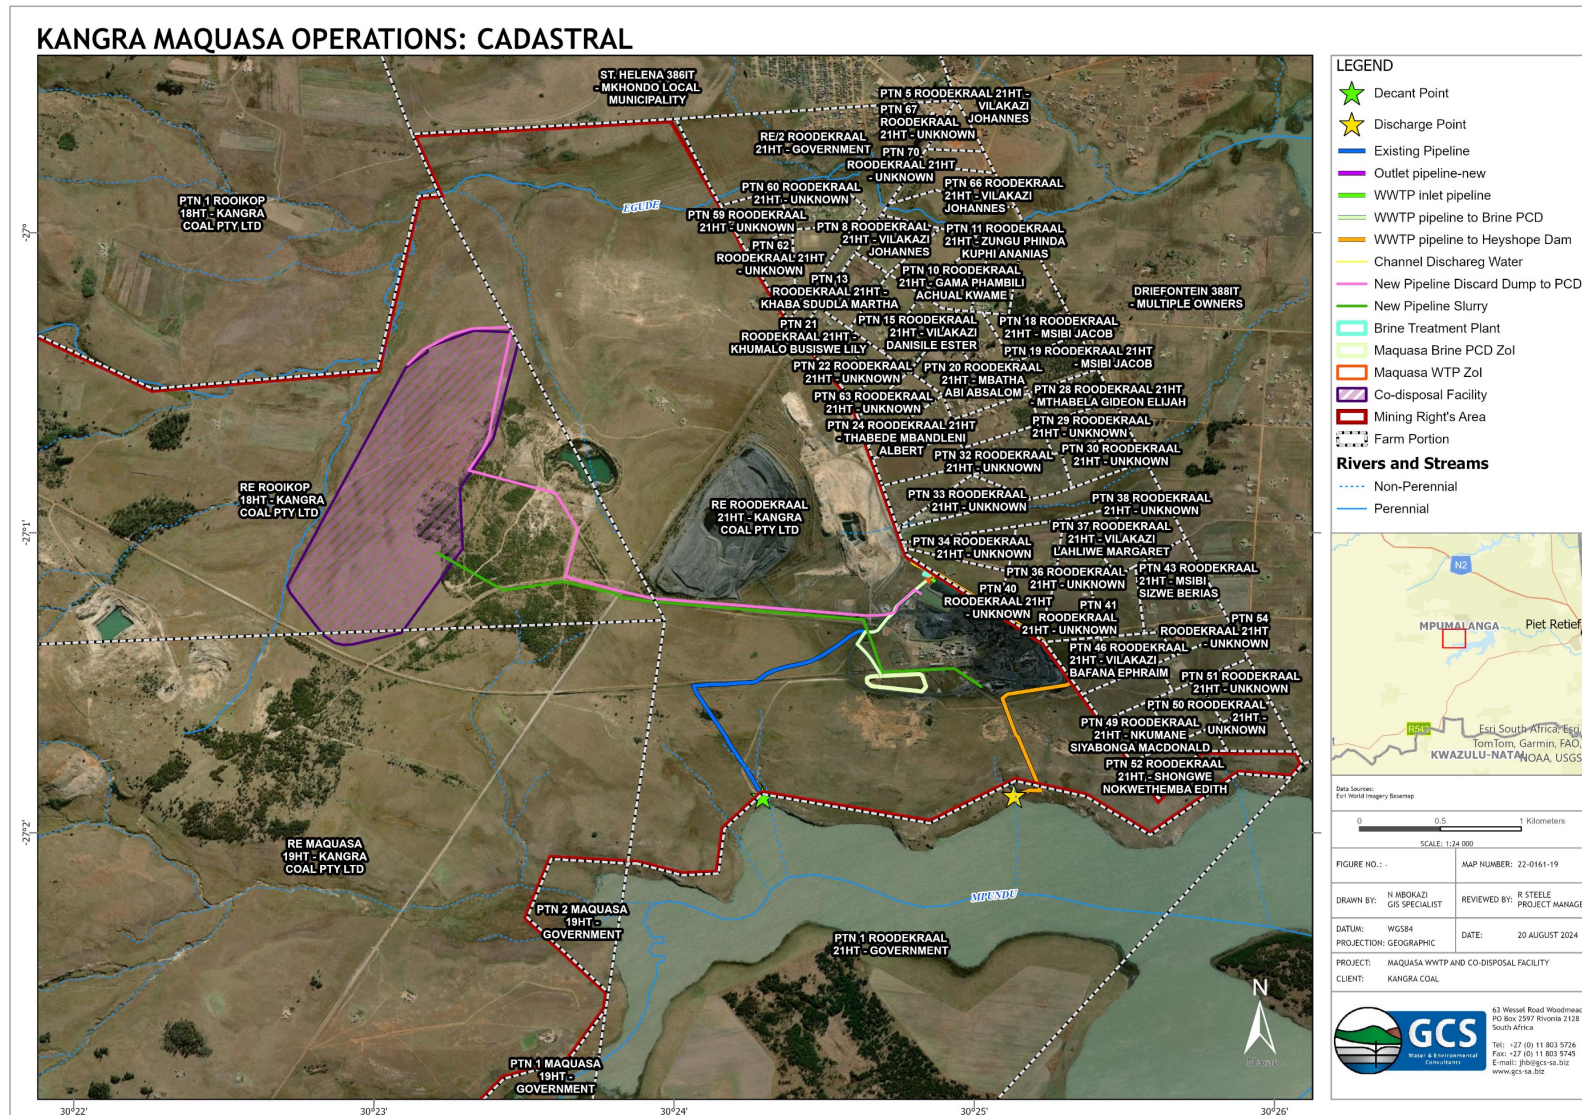 KANGRA MAQUASA OPERATIONS: CADASTRAL
ST. HELENA 386IT
- MKHONDO LOCAL
MUNICIPALITY
PTN 5 ROODEKRAAL 21HT -
VILAKAZI
JOHANNES
PTN 67
ROODEKRAAL
21HT - UNKNOWN
RE/2 ROODEKRAAL
21HT - GOVERNMENT
PTN 70
ROODEKRAAL 21HT
- UNKNOWN
PTN 1 ROOIKOP
18HT - KANGRA
COAL PTY LTD
EGUDE
PTN 60 ROODEKRAAL
21HT - UNKNOWN
PTN 66 ROODEKRAAL
21HT - VILAKAZI
JOHANNES
PTN 59 ROODEKRAAL
21HT - UNKNOWN
PTN 8 ROODEKRAAL
21HT - VILAKAZI
JOHANNES
PTN 11 ROODEKRAAL
21HT - ZUNGU PHINDA
KUPHI ANANIAS
PTN 62
ROODEKRAAL 21HT
- UNKNOWN
PTN 10 ROODEKRAAL
21HT - GAMA PHAMBILI
ACHUAL KWAME
PTN 13
ROODEKRAAL 21HT -
KHABA SDUDLA MARTHA
DRIEFONTEIN 388IT
- MULTIPLE OWNERS
PTN 21
ROODEKRAAL 21HT -
KHUMALO BUSISWE LILY
PTN 15 ROODEKRAAL
21HT - VILAKAZI
DANISILE ESTER
PTN 18 ROODEKRAAL
21HT - MSIBI JACOB
PTN 19 ROODEKRAAL 21HT
- MSIBI JACOB
PTN 22 ROODEKRAAL
21HT - UNKNOWN
PTN 20 ROODEKRAAL
21HT - MBATHA
ABI ABSALOM
PTN 28 ROODEKRAAL 21HT
- MTHABELA GIDEON ELIJAH
PTN 63 ROODEKRAAL
21HT - UNKNOWN
PTN 24 ROODEKRAAL 21HT
- THABEDE MBANDLENI
ALBERT
PTN 29 ROODEKRAAL
21HT - UNKNOWN
PTN 32 ROODEKRAAL
21HT - UNKNOWN
PTN 30 ROODEKRAAL
21HT - UNKNOWN
RE ROOIKOP
18HT - KANGRA
COAL PTY LTD
RE ROODEKRAAL
21HT - KANGRA
COAL PTY LTD
PTN 33 ROODEKRAAL
21HT - UNKNOWN
PTN 38 ROODEKRAAL
21HT - UNKNOWN
PTN 37 ROODEKRAAL
21HT - VILAKAZI
LAHLIWE MARGARET
PTN 34 ROODEKRAAL
21HT - UNKNOWN
PTN 36 ROODEKRAAL
21HT - UNKNOWN
PTN 43 ROODEKRAAL
21HT - MSIBI
SIZWE BERIAS
PTN 40
ROODEKRAAL 21HT
- UNKNOWN
PTN 41
ROODEKRAAL
21HT - UNKNOWN
PTN 54
ROODEKRAAL 21HT
- UNKNOWN
PTN 46 ROODEKRAAL
21HT - VILAKAZI
BAFANA EPHRAIM
PTN 51 ROODEKRAAL
21HT - UNKNOWN
PTN 50 ROODEKRAAL
21HT -
UNKNOWN
TN 49 ROODEKRAAL
21HT - NKUMANE
SIYABONGA MACDONALD
PTN 52 ROODEKRAAL
21HT - SHONGWE
NOKWETHEMBA EDITH
RE MAQUASA
19HT - KANGRA
COAL PTY LTD
MPUNDU
PTN 2 MAQUASA
19HT -
GOVERNMENT
PTN 1 ROODEKRAAL
21HT - GOVERNMENT
PTN 1 MAQUASA
19HT -
GOVERNMENT
N
Maxar
-27°
-27°1'
-27°2'
30°22'
30°23'
30°24'
30°25'
30°26'
LEGEND
Decant Point
Discharge Point
Existing Pipeline
Outlet pipeline-new
WWTP inlet pipeline
WWTP pipeline to Brine PCD
WWTP pipeline to Heyshope Dam
Channel Dischareg Water
New Pipeline Discard Dump to PCD
New Pipeline Slurry
Brine Treatment Plant
Maquasa Brine PCD ZoI
Maquasa WTP ZoI
Co-disposal Facility
Mining Right's Area
Farm Portion
Rivers and Streams
Non-Perennial
Perennial
N2
MPUMALANGA
Piet Retief
R543
KWAZULU-NATAL
Esri South Africa, Esri,
TomTom, Garmin, FAO,
NOAA, USGS
Data Sources:
Esri World Imagery Basemap
0 0.5 1 Kilometers
SCALE: 1:24 000
FIGURE NO.: -
MAP NUMBER: 22-0161-19
DRAWN BY: N MBOKAZI
GIS SPECIALIST
REVIEWED BY: R STEELE
PROJECT MANAGE
DATUM: WGS84
PROJECTION: GEOGRAPHIC
DATE: 20 AUGUST 2024
PROJECT: MAQUASA WWTP AND CO-DISPOSAL FACILITY
CLIENT: KANGRA COAL
GCS
Water & Environmental
Consultants
63 Wessel Road Woodmead
PO Box 2597 Rivonia 2128
South Africa
Tel: +27 (0) 11 803 5726
Fax: +27 (0) 11 803 5745
E-mail: jhb@gcs-sa.biz
www.gcs-sa.biz